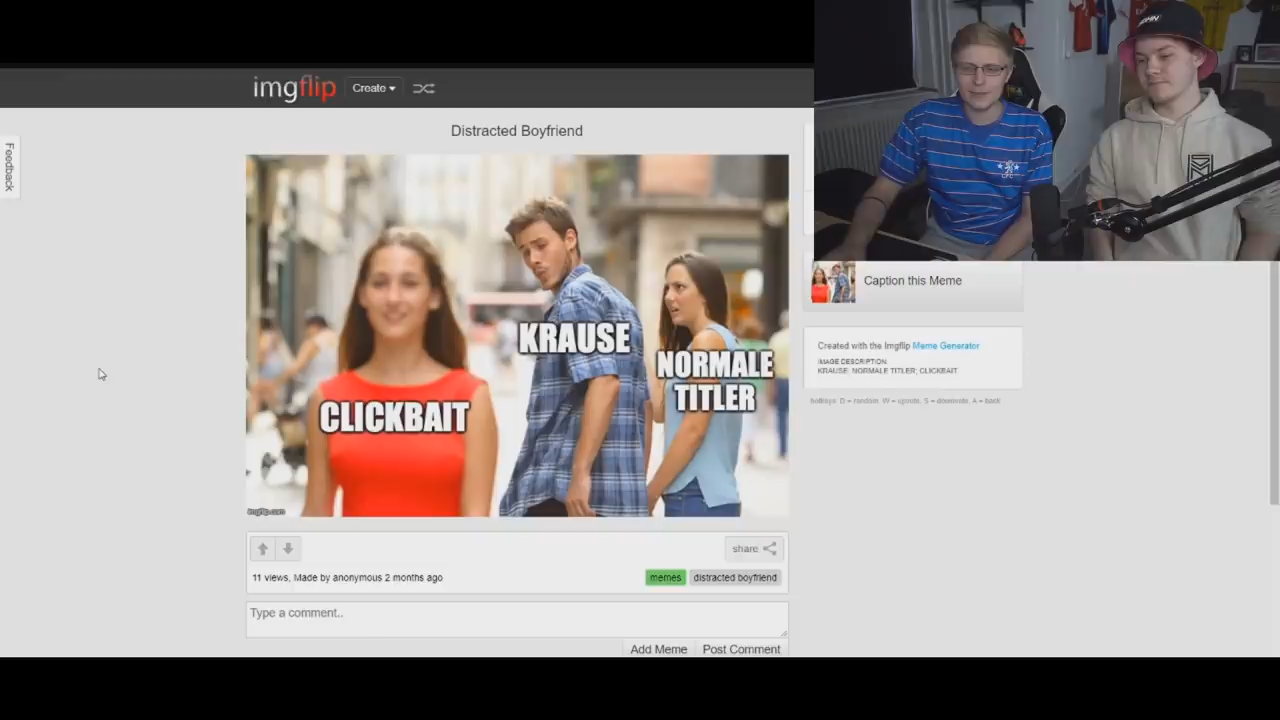 imgflip
Create
Feedback
Distracted Boyfriend
KRAUSE
NORMALE
TITLER
CLICKBAIT
imgflip.com
Caption this Meme
Created with the Imgflip Meme Generator
IMAGE DESCRIPTION:
KRAUSE; NORMALE TITLER; CLICKBAIT
hotkeys: D = random, W = upvote, S = downvote, A = back
share
11 views, Made by anonymous 2 months ago
memes
distracted boyfriend
Type a comment..
Add Meme
Post Comment